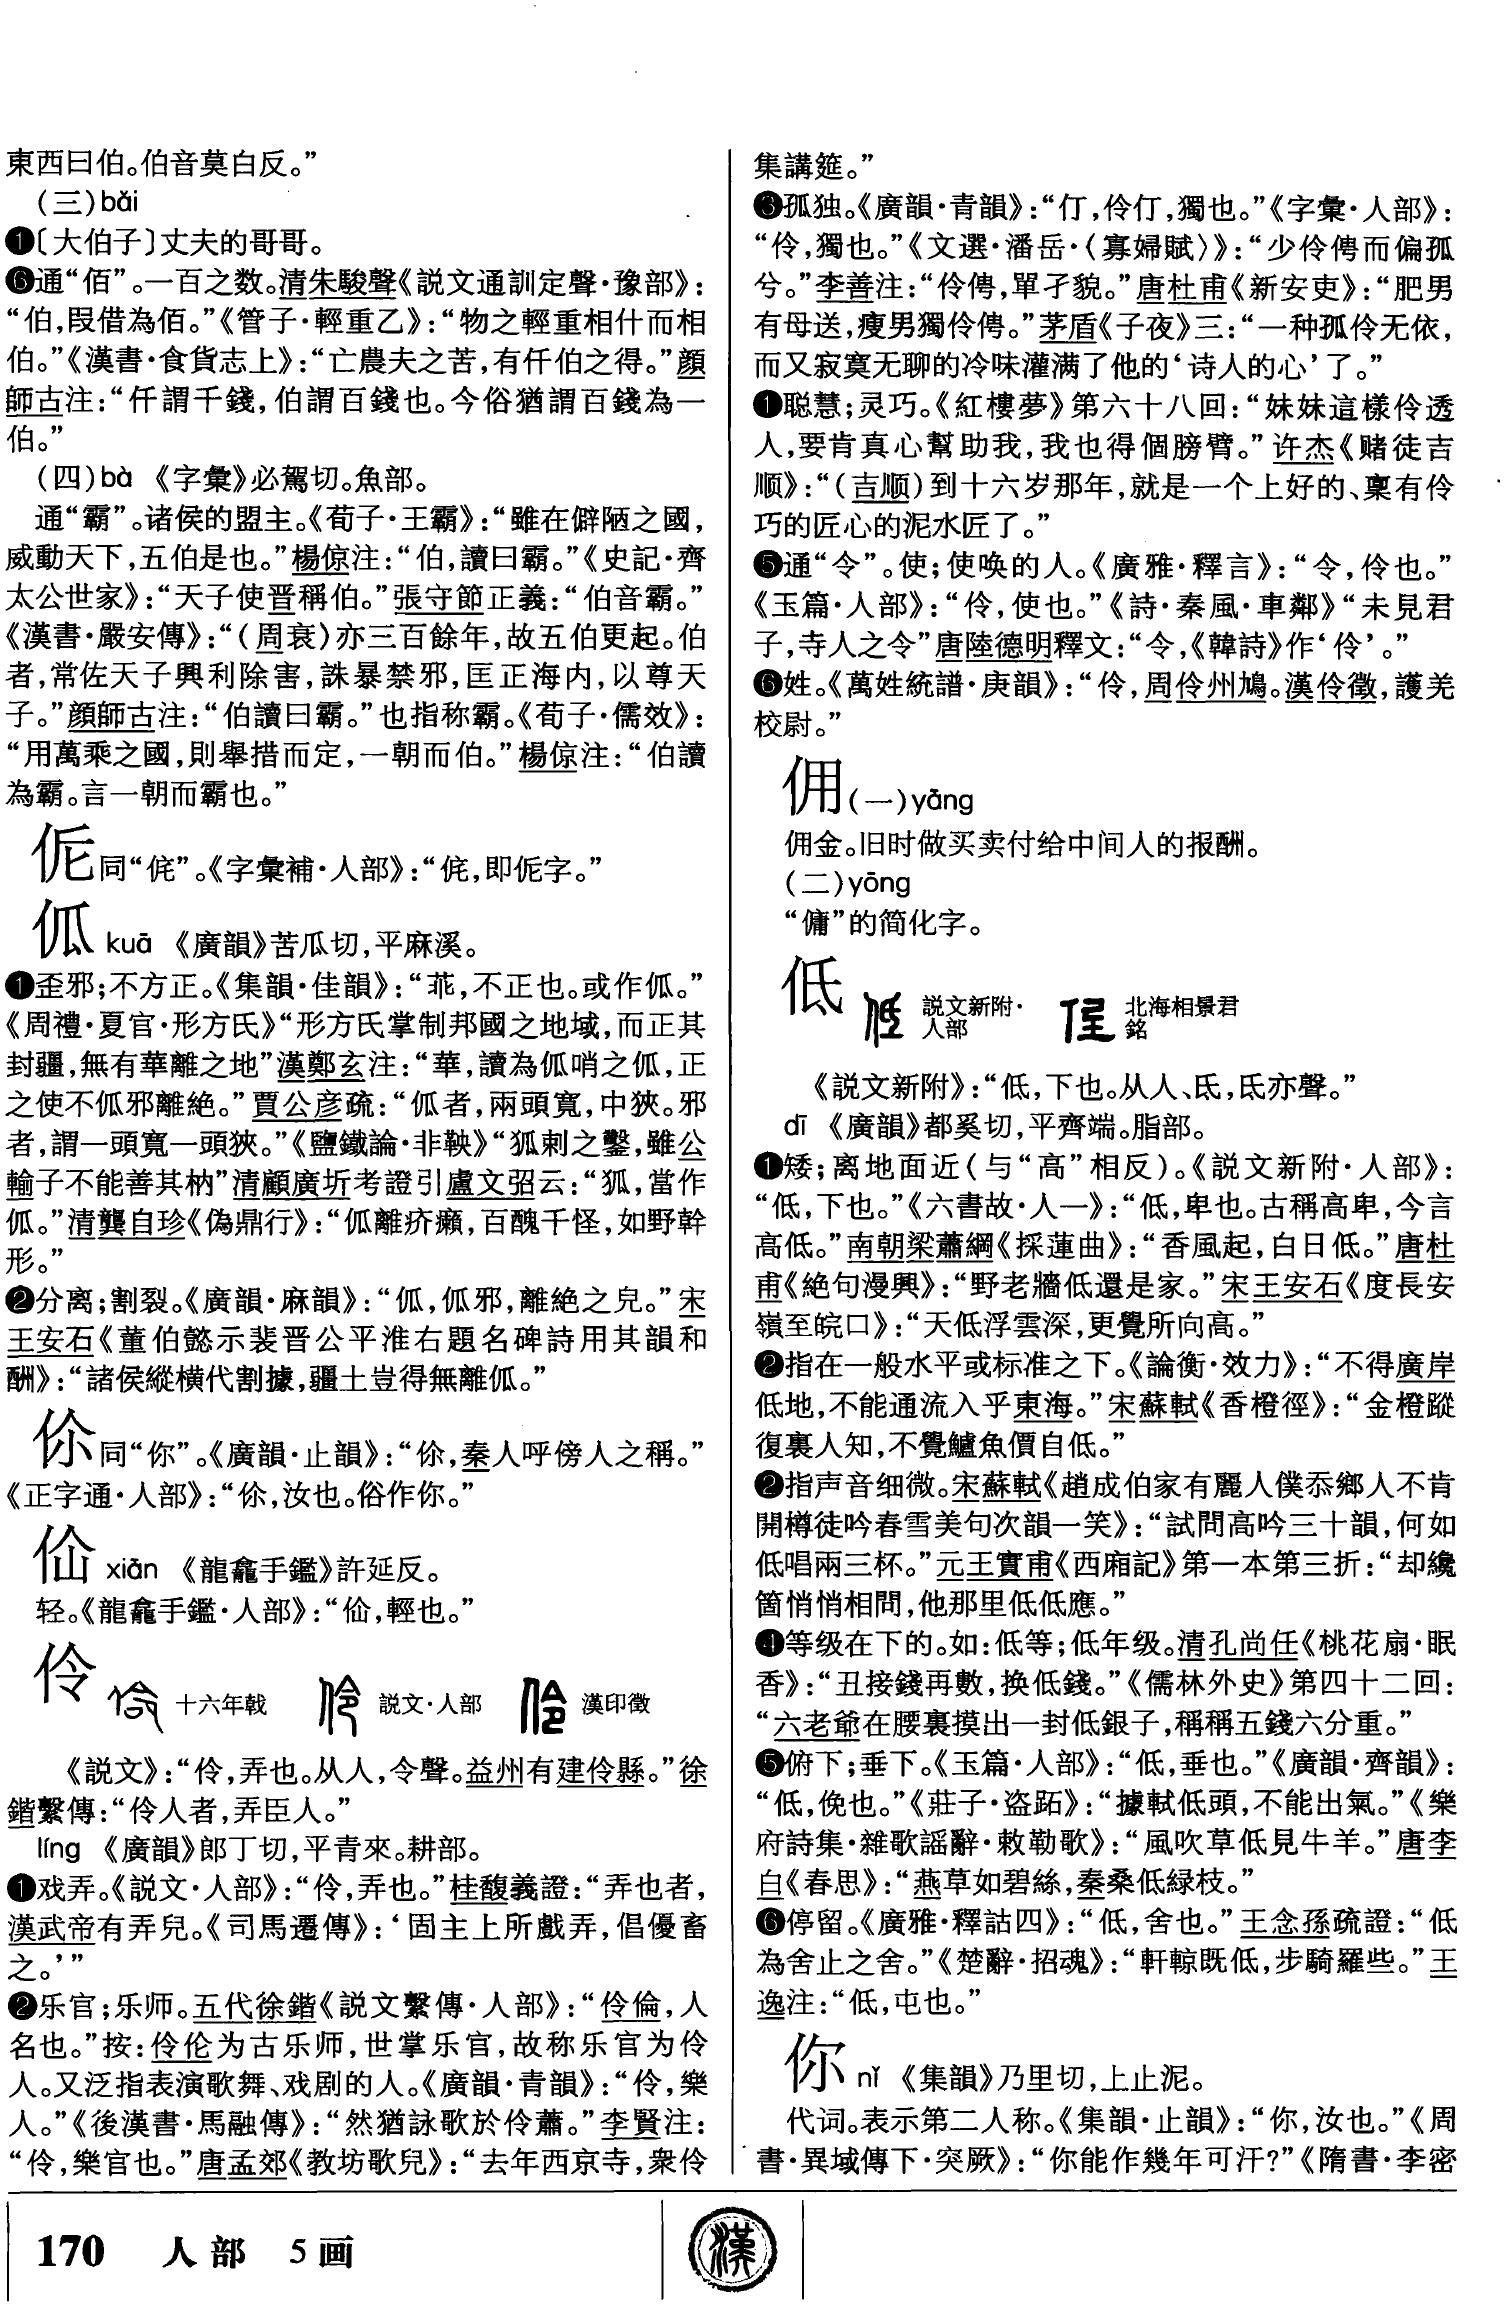 東西曰伯。伯音莫白反。”
(三)bǎi
❶〔大伯子〕丈夫的哥哥。
❻通“佰”。一百之数。清朱駿聲《説文通訓定聲·豫部》：
“伯，叚借為佰。”《管子·輕重乙》：“物之輕重相什而相
伯。”《漢書·食貨志上》：“亡農夫之苦，有仟伯之得。”顔
師古注：“仟謂千錢，伯謂百錢也。今俗猶謂百錢為一
伯。”
(四)bà 《字彙》必駕切。魚部。
通“霸”。诸侯的盟主。《荀子·王霸》：“雖在僻陋之國，
威動天下，五伯是也。”楊倞注：“伯，讀曰霸。”《史記·齊
太公世家》：“天子使晋稱伯。”張守節正義：“伯音霸。”
《漢書·嚴安傳》：“(周衰)亦三百餘年，故五伯更起。伯
者，常佐天子興利除害，誅暴禁邪，匡正海内，以尊天
子。”顔師古注：“伯讀曰霸。”也指称霸。《荀子·儒效》：
“用萬乘之國，則舉措而定，一朝而伯。”楊倞注：“伯讀
為霸。言一朝而霸也。”
同“侂”。《字彙補·人部》：“侂，即字。”
㐓 kuā 《廣韻》苦瓜切，平麻溪。
❶歪邪；不方正。《集韻·佳韻》：“𠁥，不正也。或作㐓。”
《周禮·夏官·形方氏》“形方氏掌制邦國之地域，而正其
封疆，無有華離之地”漢鄭玄注：“華，讀為㐓哨之㐓，正
之使不㐓邪離絶。”賈公彦疏：“㐓者，兩頭寬，中狹。邪
者，謂一頭寬一頭狹。”《鹽鐵論·非鞅》“狐刺之鑿，雖公
輸子不能善其枘”清顧廣圻考證引盧文弨云：“狐，當作
㐓。”清龔自珍《偽鼎行》：“㐓離疥癩，百醜千怪，如野幹
形。”
❷分离；割裂。《廣韻·麻韻》：“㐓，㐓邪，離絶之皃。”宋
王安石《董伯懿示裴晋公平淮右題名碑詩用其韻和
酬》：“諸侯縱横代割據，疆土豈得無離㐓。”
伱同“你”。《廣韻·止韻》：“伱，秦人呼傍人之稱。”
《正字通·人部》：“伱，汝也。俗作你。”
仚 xiān 《龍龕手鑑》許延反。
轻。《龍龕手鑑·人部》：“，輕也。”
伶 十六年戟 説文·人部 漢印徵
《説文》：“伶，弄也。从人，令聲。益州有建伶縣。”徐
鍇繫傳：“伶人者，弄臣人。”
líng 《廣韻》郎丁切，平青來。耕部。
❶戏弄。《説文·人部》：“伶，弄也。”桂馥義證：“弄也者，
漢武帝有弄兒。《司馬遷傳》：‘固主上所戲弄，倡優畜
之。’”
❷乐官；乐师。五代徐鍇《説文繫傳·人部》：“伶倫，人
名也。”按：伶伦为古乐师，世掌乐官，故称乐官为伶
人。又泛指表演歌舞、戏剧的人。《廣韻·青韻》：“伶，樂
人。”《後漢書·馬融傳》：“然猶詠歌於伶蕭。”李賢注：
“伶，樂官也。”唐孟郊《教坊歌兒》：“去年西京寺，衆伶
集講筵。”
❸孤独。《廣韻·青韻》：“仃，伶仃，獨也。”《字彙·人部》：
“伶，獨也。”《文選·潘岳·〈寡婦賦〉》：“少伶俜而偏孤
兮。”李善注：“伶俜，單孑貌。”唐杜甫《新安吏》：“肥男
有母送，瘦男獨伶俜。”茅盾《子夜》三：“一种孤伶无依，
而又寂寞无聊的冷味灌满了他的‘诗人的心’了。”
❶聪慧；灵巧。《紅樓夢》第六十八回：“妹妹這樣伶透
人，要肯真心幫助我，我也得個膀臂。”许杰《赌徒吉
顺》：“(吉顺)到十六岁那年，就是一个上好的、禀有伶
巧的匠心的泥水匠了。”
❺通“令”。使；使唤的人。《廣雅·釋言》：“令，伶也。”
《玉篇·人部》：“伶，使也。”《詩·秦風·車鄰》“未見君
子，寺人之令”唐陸德明釋文：“令，《韓詩》作‘伶’。”
❻姓。《萬姓統譜·庚韻》：“伶，周伶州鳩。漢伶徵，護羌
校尉。”
佣(一)yǎng
佣金。旧时做买卖付给中间人的报酬。
(二)yōng
“傭”的简化字。
低 説文新附·人部 北海相景君銘
《説文新附》：“低，下也。从人、氐，氐亦聲。”
dī 《廣韻》都奚切，平齊端。脂部。
❶矮；离地面近(与“高”相反)。《説文新附·人部》：
“低，下也。”《六書故·人一》：“低，卑也。古稱高卑，今言
高低。”南朝梁蕭綱《採蓮曲》：“香風起，白日低。”唐杜
甫《絶句漫興》：“野老牆低還是家。”宋王安石《度長安
嶺至皖口》：“天低浮雲深，更覺所向高。”
❷指在一般水平或标准之下。《論衡·效力》：“不得廣岸
低地，不能通流入乎東海。”宋蘇軾《香橙徑》：“金橙蹤
復裏人知，不覺鱸魚價自低。”
❷指声音细微。宋蘇軾《趙成伯家有麗人僕忝鄉人不肯
開樽徒吟春雪美句次韻一笑》：“試問高吟三十韻，何如
低唱兩三杯。”元王實甫《西廂記》第一本第三折：“却纔
箇悄悄相問，他那里低低應。”
❹等级在下的。如：低等；低年级。清孔尚任《桃花扇·眠
香》：“丑接錢再數，换低錢。”《儒林外史》第四十二回：
“六老爺在腰裏摸出一封低銀子，稱稱五錢六分重。”
❺俯下；垂下。《玉篇·人部》：“低，垂也。”《廣韻·齊韻》：
“低，俛也。”《莊子·盗跖》：“據軾低頭，不能出氣。”《樂
府詩集·雜歌謡辭·敕勒歌》：“風吹草低見牛羊。”唐李
白《春思》：“燕草如碧絲，秦桑低緑枝。”
❻停留。《廣雅·釋詁四》：“低，舍也。”王念孫疏證：“低
為舍止之舍。”《楚辭·招魂》：“軒輬既低，步騎羅些。”王
逸注：“低，屯也。”
你 nǐ 《集韻》乃里切，上止泥。
代词。表示第二人称。《集韻·止韻》：“你，汝也。”《周
書·異域傳下·突厥》：“你能作幾年可汗?”《隋書·李密
170 人部 5画
漢